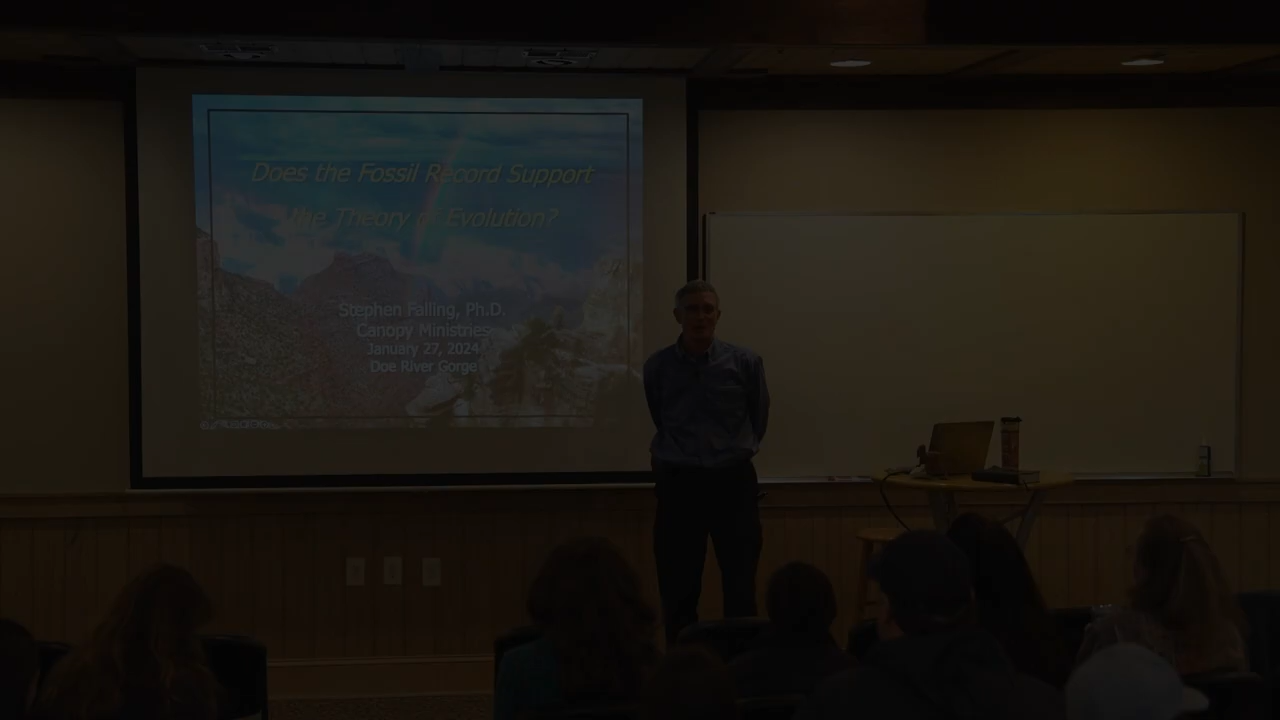 Does the Fossil Record Support
the Theory of Evolution?
Stephen Falling, Ph.D.
Canopy Ministries
January 27, 2024
Doe River Gorge